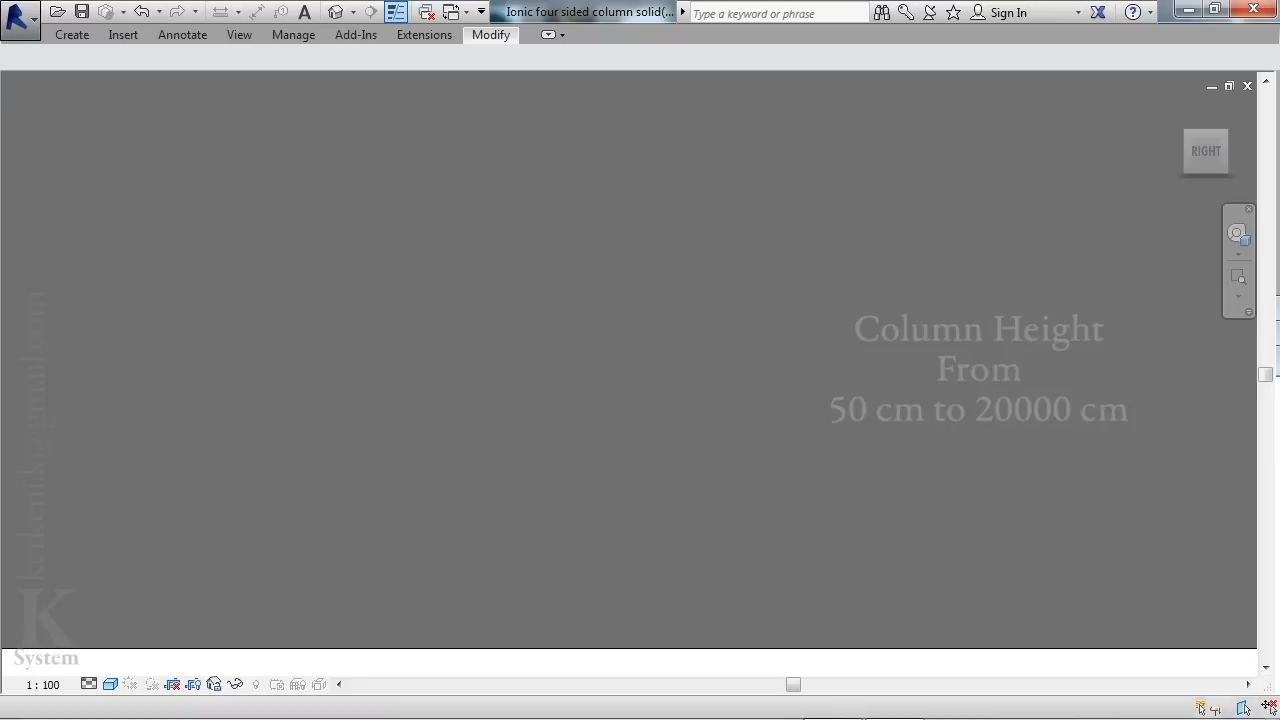 Ionic four sided column solid(...
Type a keyword or phrase
Sign In
Create Insert Annotate View Manage Add-Ins Extensions Modify
RIGHT
Column Height
From
50 cm to 20000 cm
K
System
1 : 100